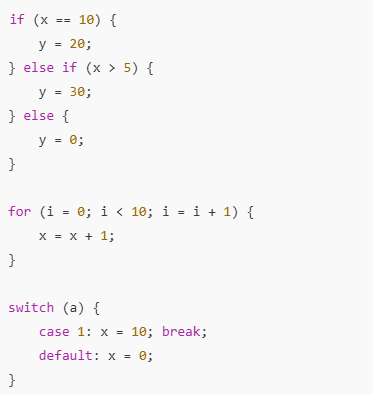 if (x == 10) {
    y = 20;
} else if (x > 5) {
    y = 30;
} else {
    y = 0;
}

for (i = 0; i < 10; i = i + 1) {
    x = x + 1;
}

switch (a) {
    case 1: x = 10; break;
    default: x = 0;
}